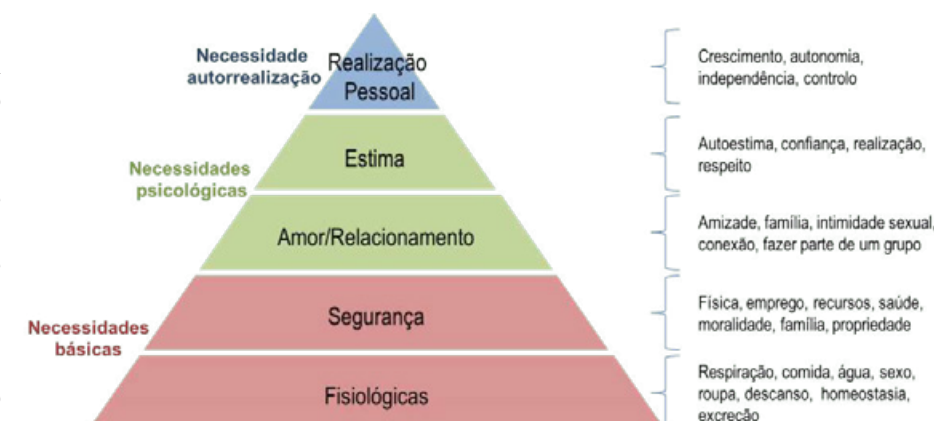 Necessidade
autorrealização
Realização
Pessoal
Crescimento, autonomia,
independência, controlo
Necessidades
psicológicas
Estima
Autoestima, confiança, realização,
respeito
Amor/Relacionamento
Amizade, família, intimidade sexual,
conexão, fazer parte de um grupo
Necessidades
básicas
Segurança
Física, emprego, recursos, saúde,
moralidade, família, propriedade
Fisiológicas
Respiração, comida, água, sexo,
roupa, descanso, homeostasia,
excreção